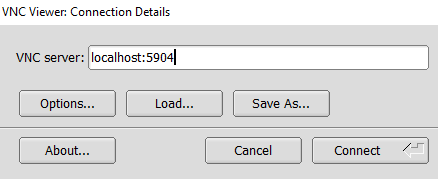 VNC Viewer: Connection Details
VNC server: localhost:5904
Options... Load... Save As...
About... Cancel Connect